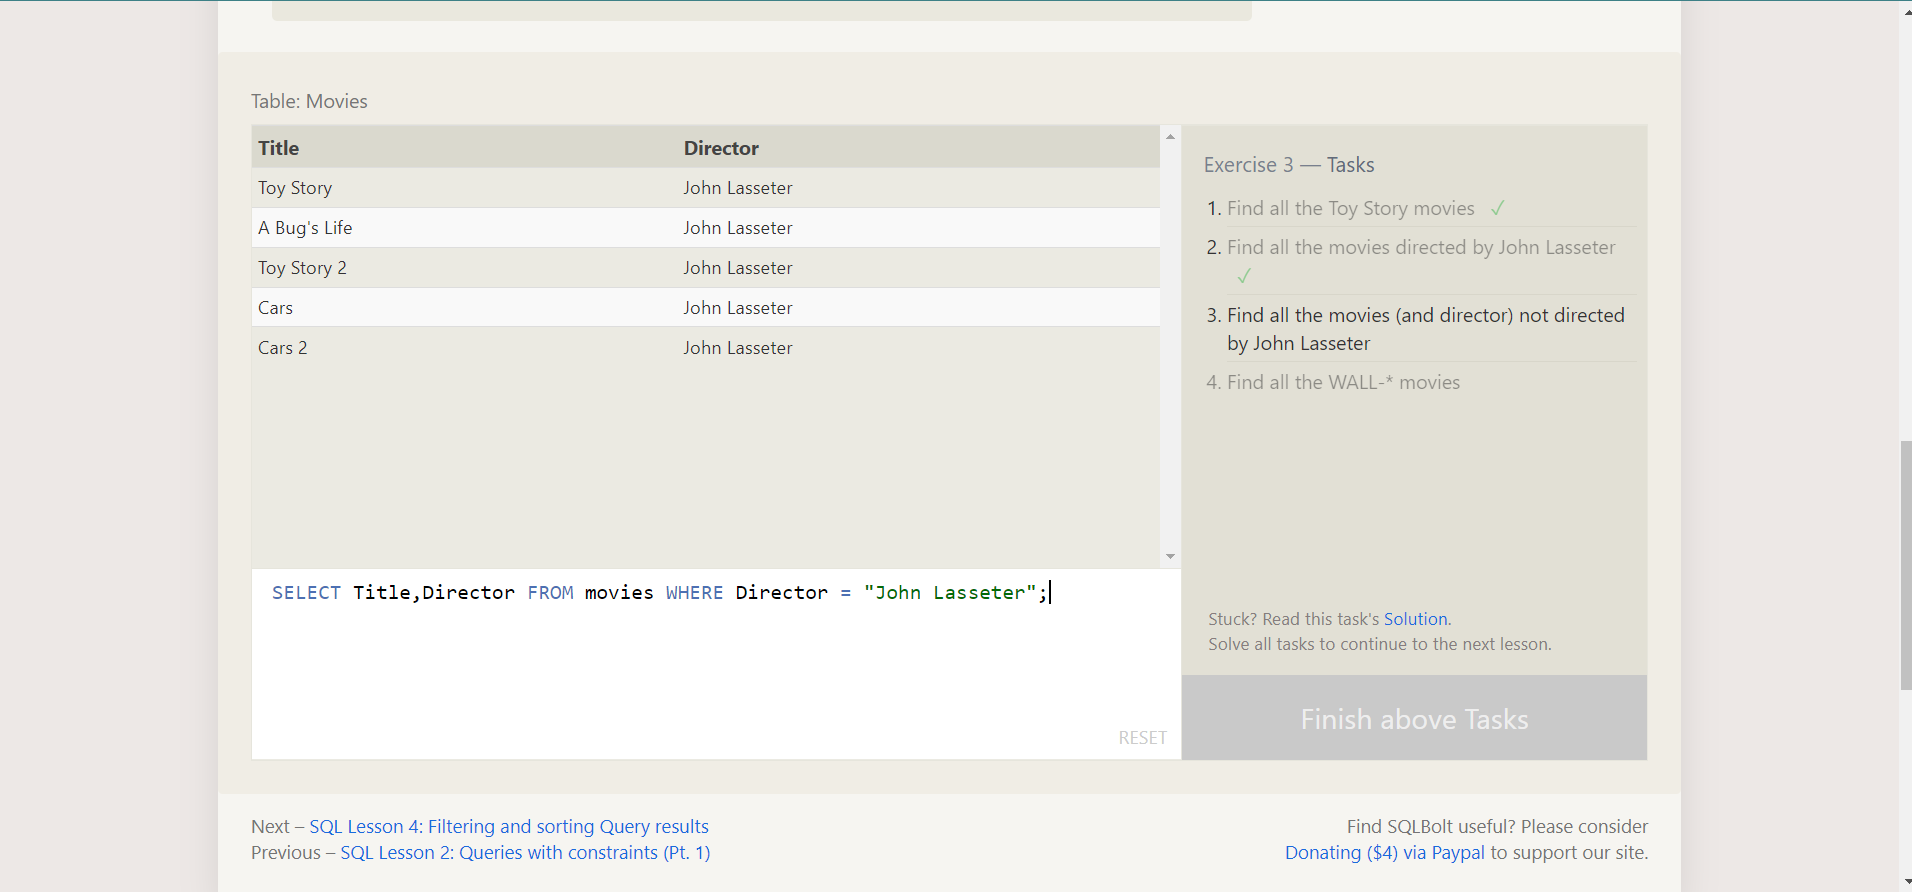 Table: Movies
Title Director
Toy Story John Lasseter
A Bug's Life John Lasseter
Toy Story 2 John Lasseter
Cars John Lasseter
Cars 2 John Lasseter
SELECT Title,Director FROM movies WHERE Director = "John Lasseter";
RESET
Exercise 3 — Tasks
1. Find all the Toy Story movies ✓
2. Find all the movies directed by John Lasseter
✓
3. Find all the movies (and director) not directed
by John Lasseter
4. Find all the WALL-* movies
Stuck? Read this task's Solution.
Solve all tasks to continue to the next lesson.
Finish above Tasks
Next – SQL Lesson 4: Filtering and sorting Query results
Previous – SQL Lesson 2: Queries with constraints (Pt. 1)
Find SQLBolt useful? Please consider
Donating ($4) via Paypal to support our site.